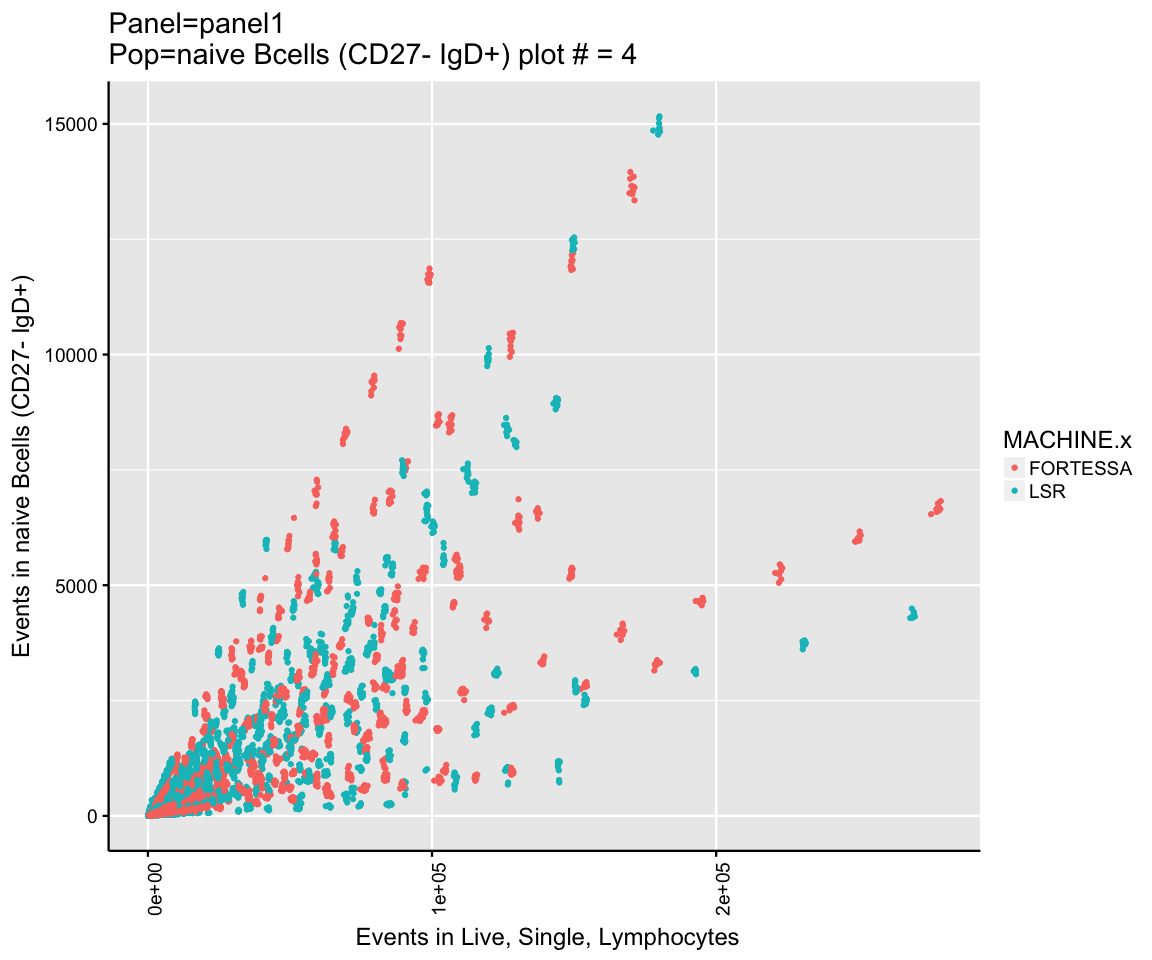 Panel=panel1
Pop=naive Bcells (CD27- IgD+) plot # = 4
15000
10000
5000
0
Events in naive Bcells (CD27- IgD+)
0e+00
1e+05
2e+05
Events in Live, Single, Lymphocytes
MACHINE.x
FORTESSA
LSR